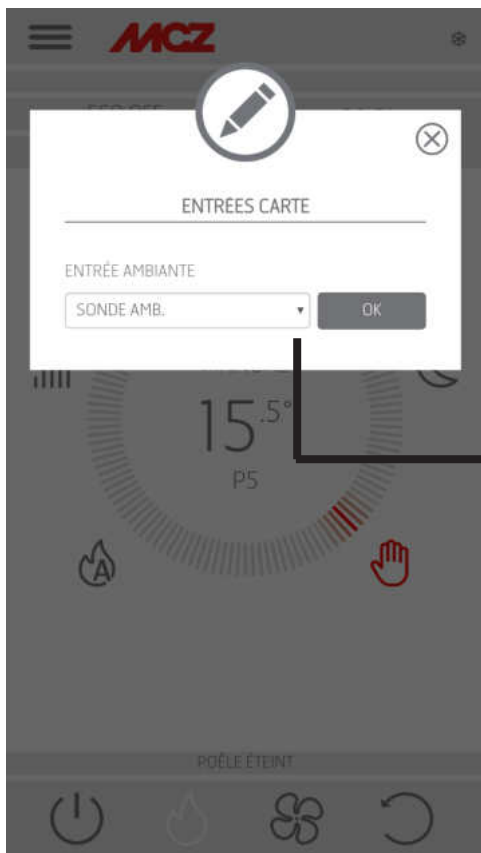 MCZ
ENTRÉES CARTE
ENTRÉE AMBIANTE
SONDE AMB. OK
15.5°
P5
A
POÊLE ÉTEINT